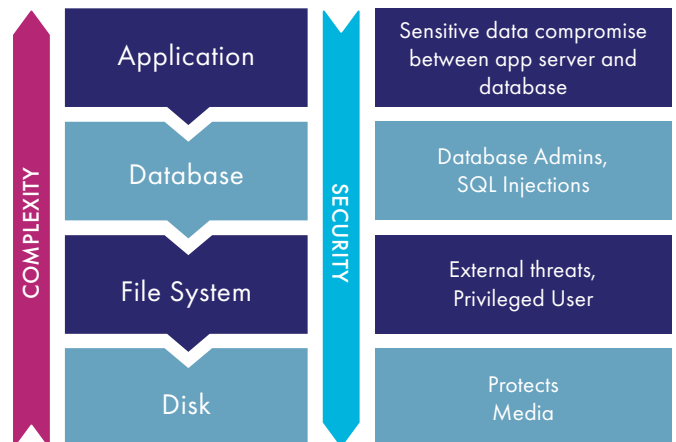 COMPLEXITY
Application
SECURITY
Sensitive data compromise
between app server and
database
Database
Database Admins,
SQL Injections
File System
External threats,
Privileged User
Disk
Protects
Media